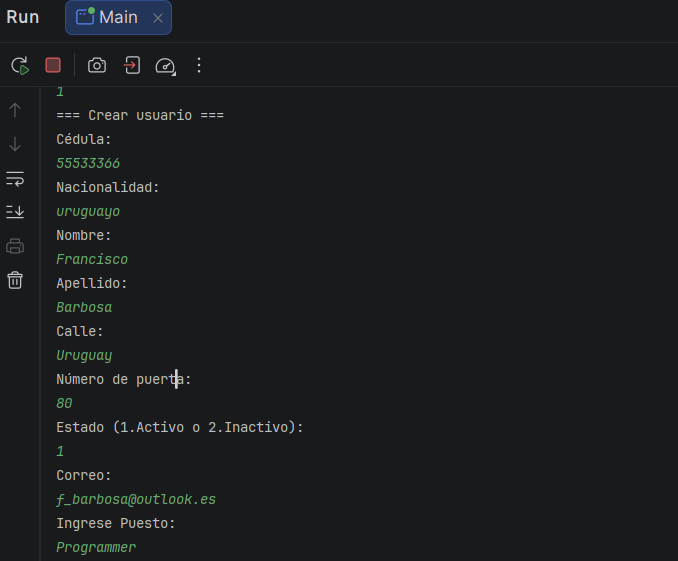 Run
Main
1
=== Crear usuario ===
Cédula:
55533366
Nacionalidad:
uruguayo
Nombre:
Francisco
Apellido:
Barbosa
Calle:
Uruguay
Número de puerta:
80
Estado (1.Activo o 2.Inactivo):
1
Correo:
f_barbosa@outlook.es
Ingrese Puesto:
Programmer